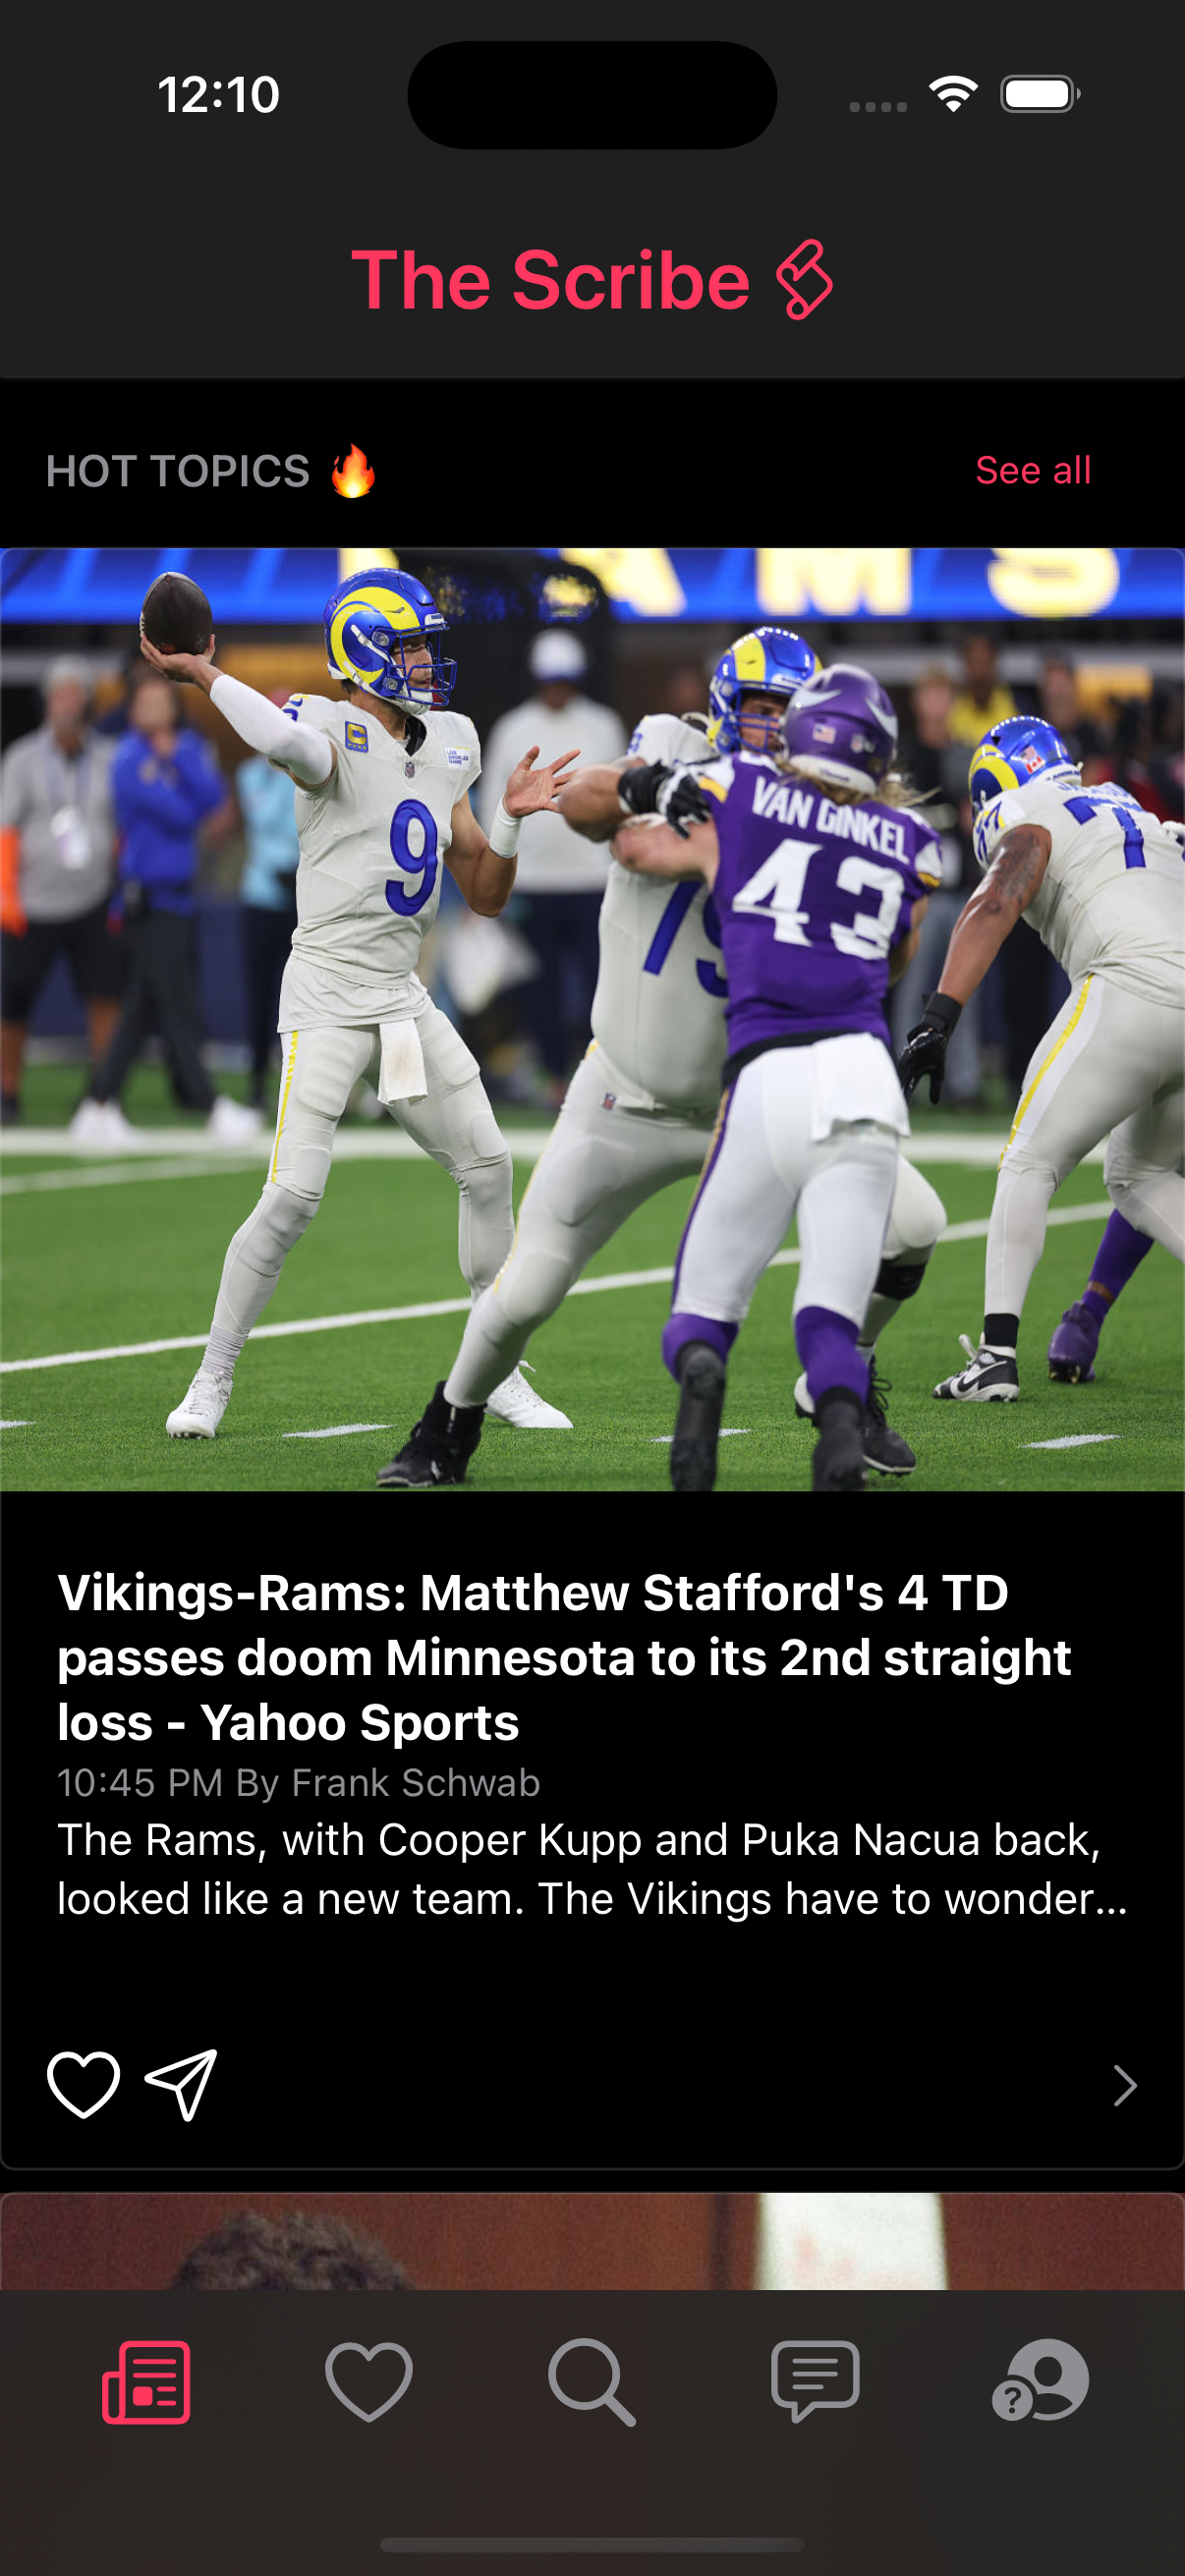 12:10
The Scribe
HOT TOPICS 🔥
See all
A M S
C
9
VAN GINKEL
43
79
77
Vikings-Rams: Matthew Stafford's 4 TD
passes doom Minnesota to its 2nd straight
loss - Yahoo Sports
10:45 PM By Frank Schwab
The Rams, with Cooper Kupp and Puka Nacua back,
looked like a new team. The Vikings have to wonder...
?